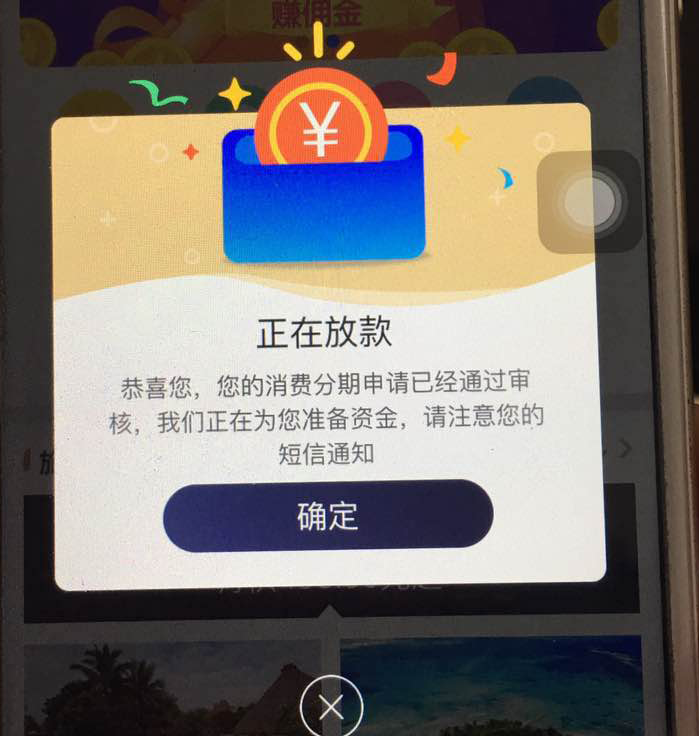 赚佣金
¥
正在放款
恭喜您，您的消费分期申请已经通过审
核，我们正在为您准备资金，请注意您的
短信通知
确定